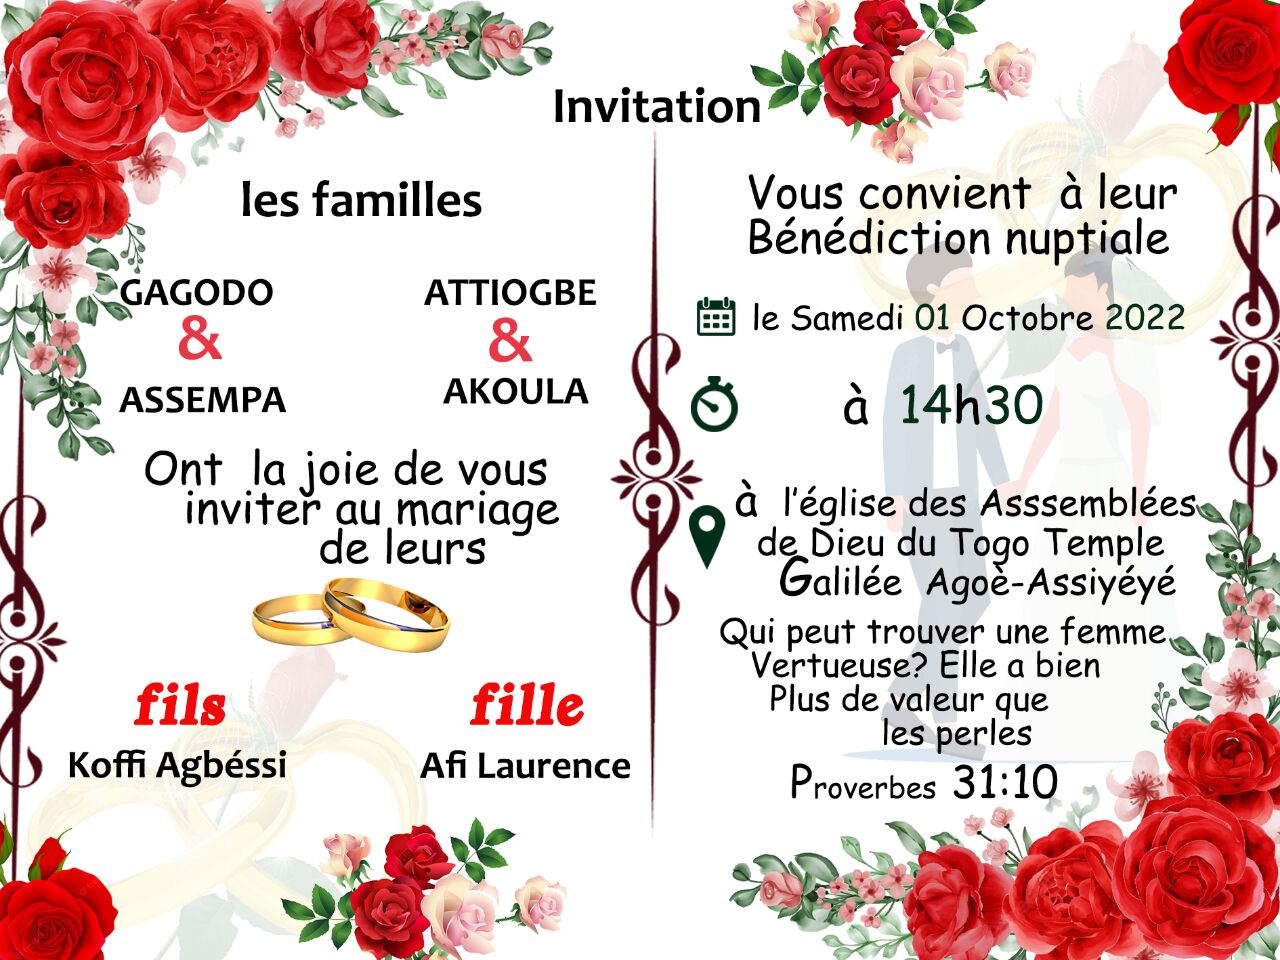 Invitation
les familles
GAGODO
&
ASSEMPA
ATTIOGBE
&
AKOULA
Ont la joie de vous
inviter au mariage
de leurs
fils
Koffi Agbéssi
fille
Afi Laurence
Vous convient à leur
Bénédiction nuptiale
le Samedi 01 Octobre 2022
à 14h30
à l’église des Asssemblées
de Dieu du Togo Temple
Galilée Agoè-Assiyéyé
Qui peut trouver une femme
Vertueuse? Elle a bien
Plus de valeur que
les perles
Proverbes 31:10